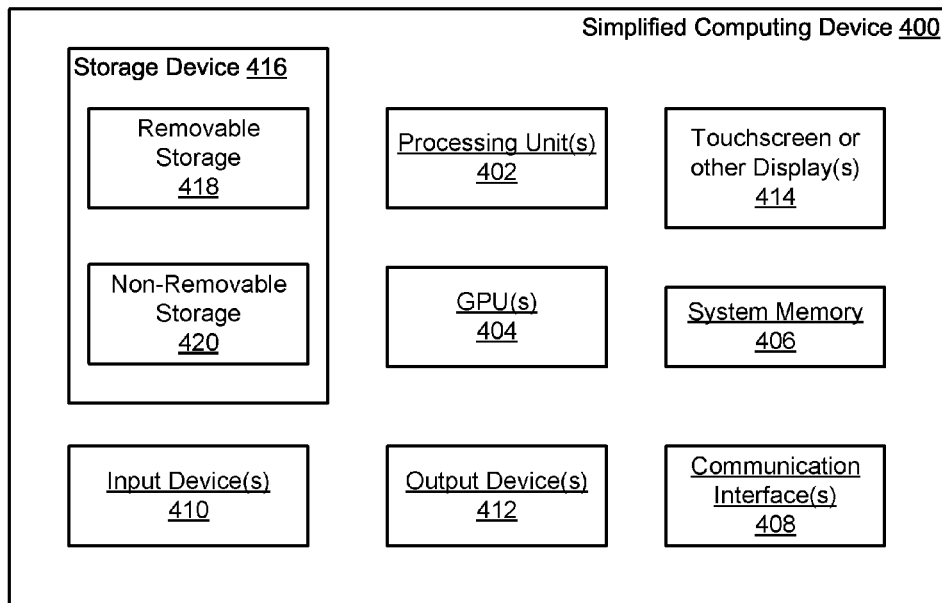 Simplified Computing Device 400
Storage Device 416
Removable
Storage
418
Processing Unit(s)
402
Touchscreen or
other Display(s)
414
Non-Removable
Storage
420
GPU(s)
404
System Memory
406
Input Device(s)
410
Output Device(s)
412
Communication
Interface(s)
408